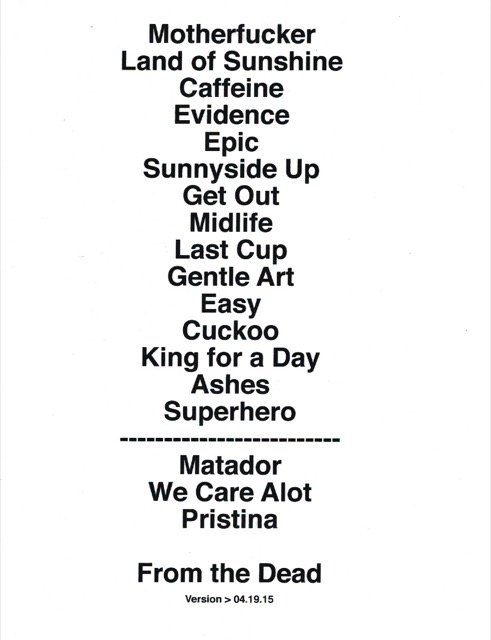 Motherfucker
Land of Sunshine
Caffeine
Evidence
Epic
Sunnyside Up
Get Out
Midlife
Last Cup
Gentle Art
Easy
Cuckoo
King for a Day
Ashes
Superhero
-------------------------
Matador
We Care Alot
Pristina
From the Dead
Version > 04.19.15